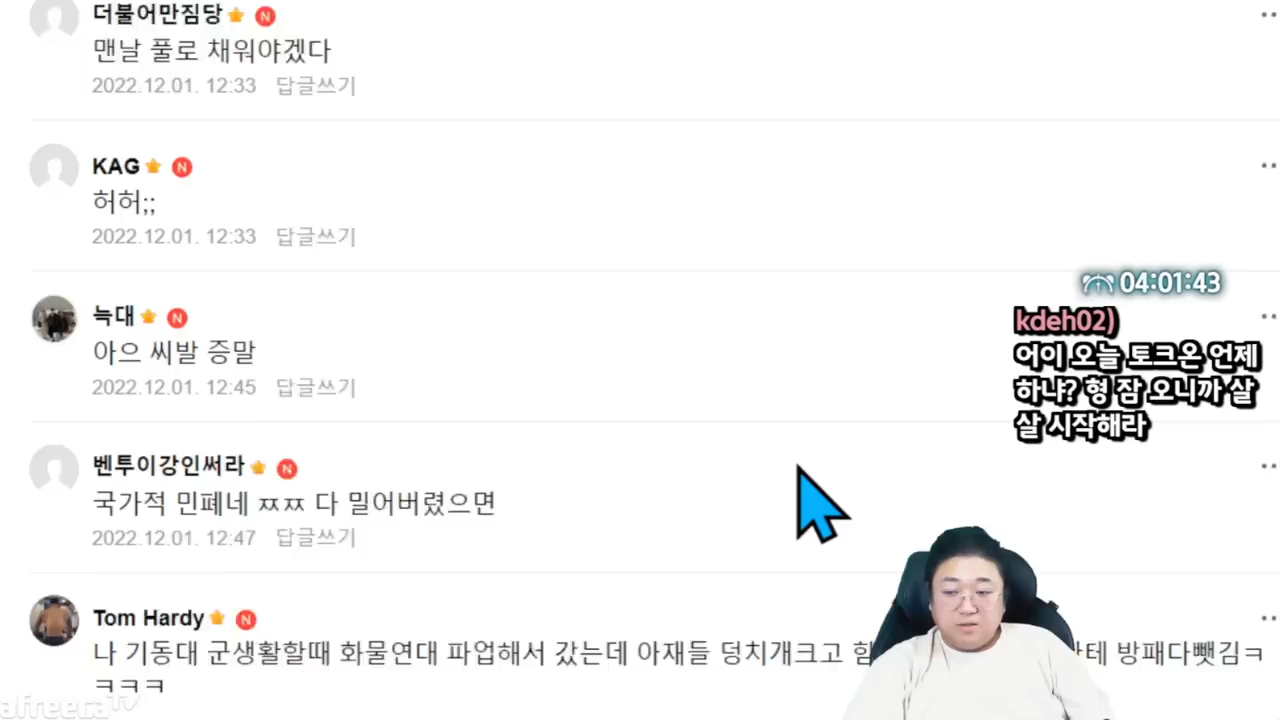 더불어만짐당 N
맨날 풀로 채워야겠다
2022.12.01. 12:33 답글쓰기
KAG N
허허;;
2022.12.01. 12:33 답글쓰기
04:01:43
늑대 N
아으 씨발 증말
2022.12.01. 12:45 답글쓰기
kdeh02)
어이 오늘 토크온 언제
하냐? 형 잠 오니까 살
살 시작해라
벤투이강인써라 N
국가적 민폐네 ㅉㅉ 다 밀어버렸으면
2022.12.01. 12:47 답글쓰기
Tom Hardy N
나 기동대 군생활할때 화물연대 파업해서 갔는데 아재들 덩치개크고 방패다뺏김ㅋ
ㅋㅋㅋㅋ
afreecaTV